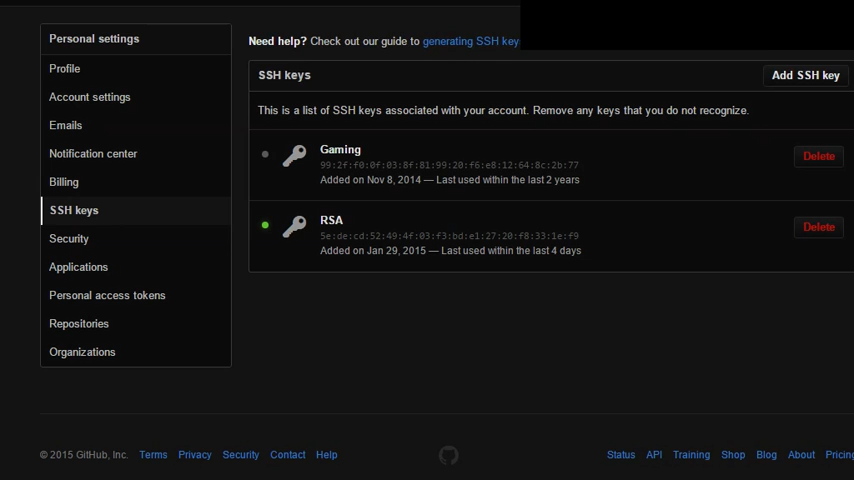 Personal settings
Profile
Account settings
Emails
Notification center
Billing
SSH keys
Security
Applications
Personal access tokens
Repositories
Organizations
Need help? Check out our guide to generating SSH key
SSH keys
Add SSH key
This is a list of SSH keys associated with your account. Remove any keys that you do not recognize.
Gaming
99:2f:f0:0f:03:8f:81:99:20:f6:e8:12:64:8c:2b:77
Added on Nov 8, 2014 — Last used within the last 2 years
Delete
RSA
5e:de:cd:52:49:4f:03:f3:bd:e1:27:20:f8:33:1e:f9
Added on Jan 29, 2015 — Last used within the last 4 days
Delete
© 2015 GitHub, Inc. Terms Privacy Security Contact Help
Status API Training Shop Blog About Pricing